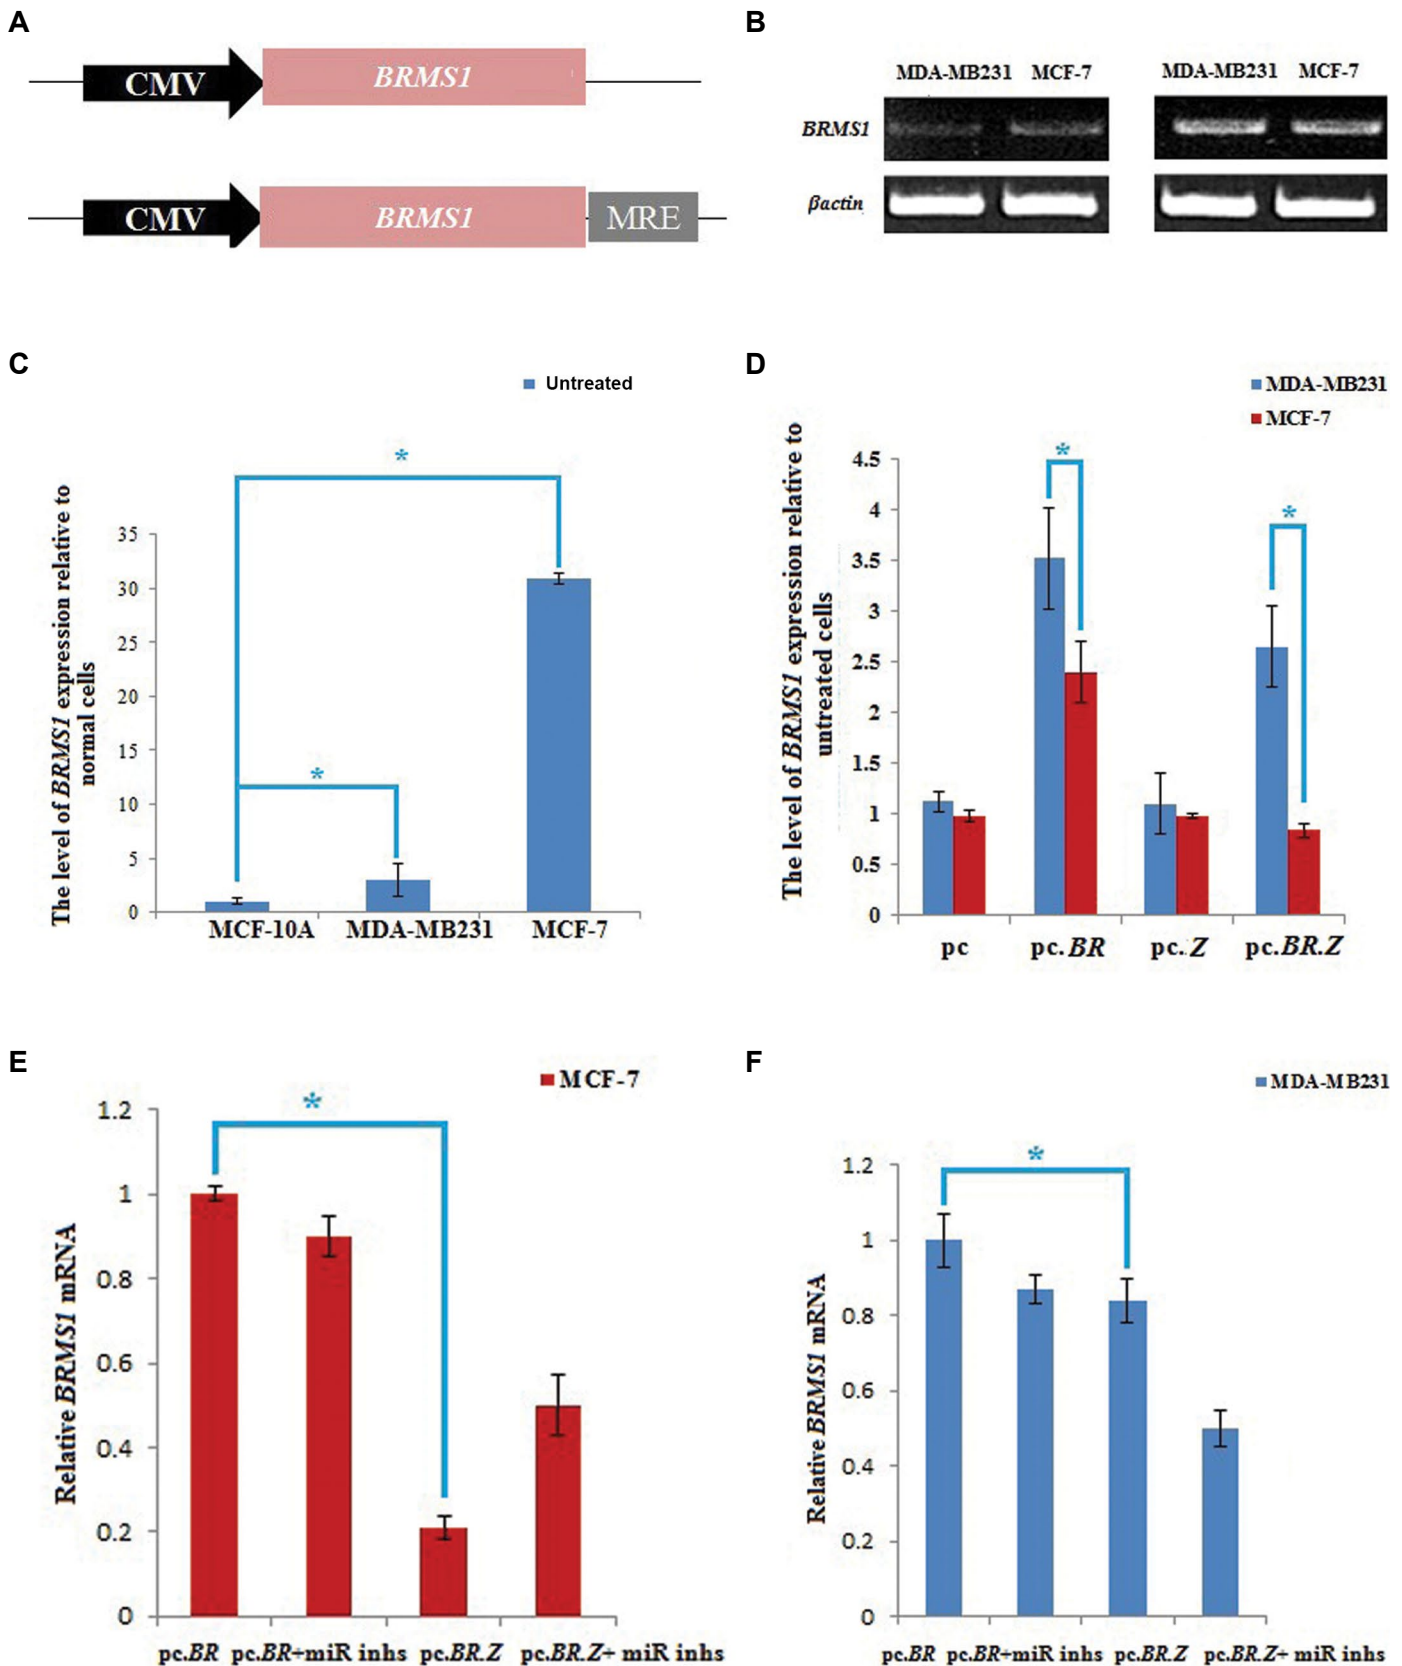 A
CMV BRMS1
CMV BRMS1 MRE
B
MDA-MB231 MCF-7 MDA-MB231 MCF-7
BRMS1
βactin
C
Untreated
*
*
The level of BRMS1 expression relative to
normal cells
35
30
25
20
15
10
5
0
MCF-10A MDA-MB231 MCF-7
D
MDA-MB231
MCF-7
*
*
The level of BRMS1 expression relative to
untreated cells
4.5
4
3.5
3
2.5
2
1.5
1
0.5
0
pc pc.BR pc.Z pc.BR.Z
E
MCF-7
*
Relative BRMS1 mRNA
1.2
1
0.8
0.6
0.4
0.2
0
pc.BR pc.BR+miR inhs pc.BR.Z pc.BR.Z+ miR inhs
F
MDA-MB231
*
Relative BRMS1 mRNA
1.2
1
0.8
0.6
0.4
0.2
0
pc.BR pc.BR+miR inhs pc.BR.Z pc.BR.Z+ miR inhs